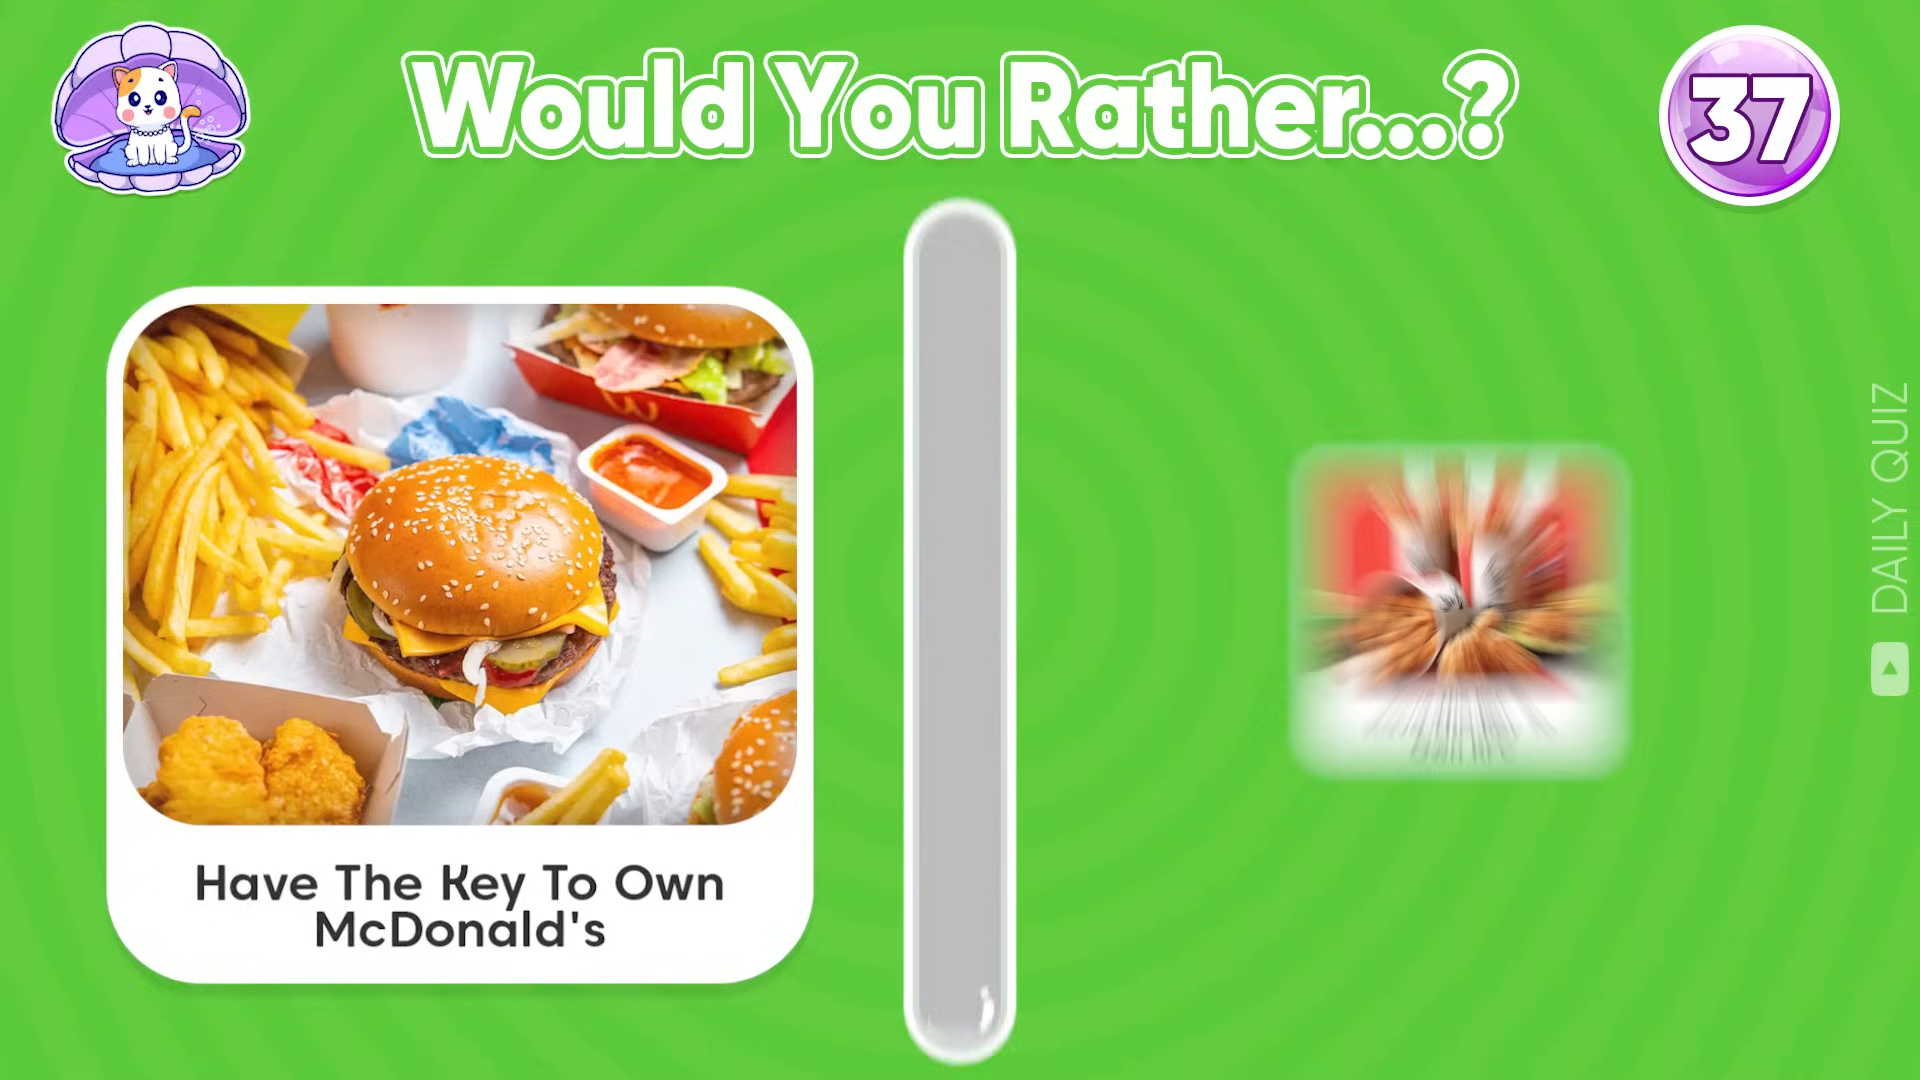 Would You Rather...?
37
Have The Key To Own
McDonald's
DAILY QUIZ